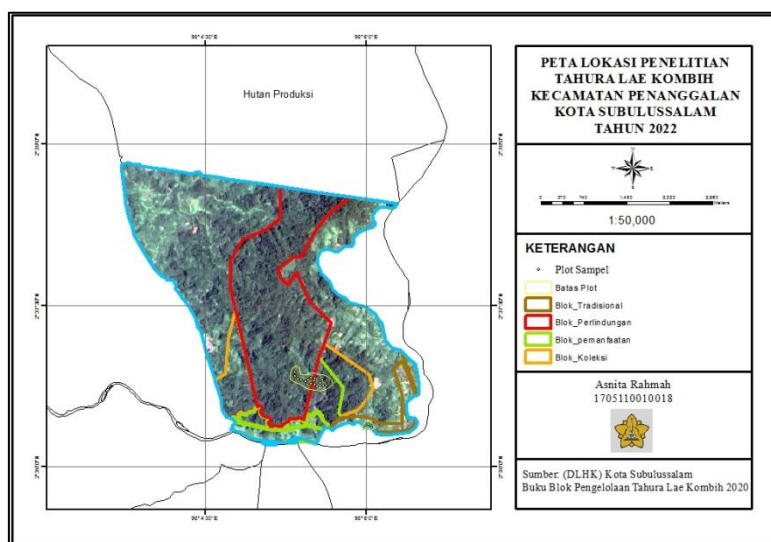 Hutan Produksi
PETA LOKASI PENELITIAN
TAHURA LAE KOMBIH
KECAMATAN PENANGGALAN
KOTA SUBULUSSALAM
TAHUN 2022
1:50,000
KETERANGAN
Plot Sampel
Batas Plot
Blok_Tradisional
Blok_Perlindungan
Blok_pemanfaatan
Blok_Koleksi
Asnita Rahmah
1705110010018
Sumber: (DLHK) Kota Subulussalam
Buku Blok Pengelolaan Tahura Lae Kombih 2020